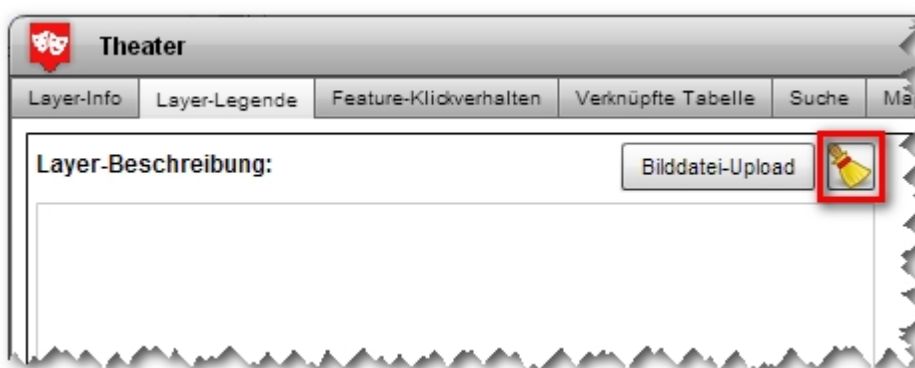 Theater
Layer-Info Layer-Legende Feature-Klickverhalten Verknüpfte Tabelle Suche
Layer-Beschreibung: Bilddatei-Upload